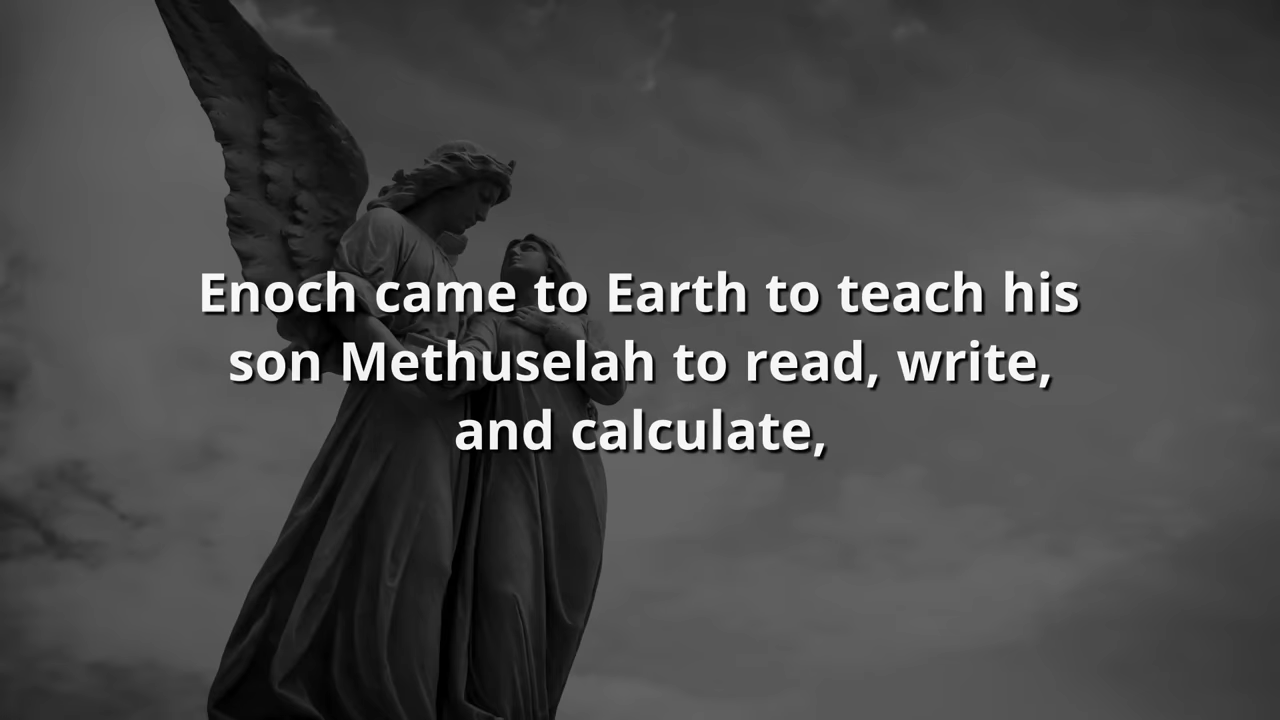 Enoch came to Earth to teach his
son Methuselah to read, write,
and calculate,